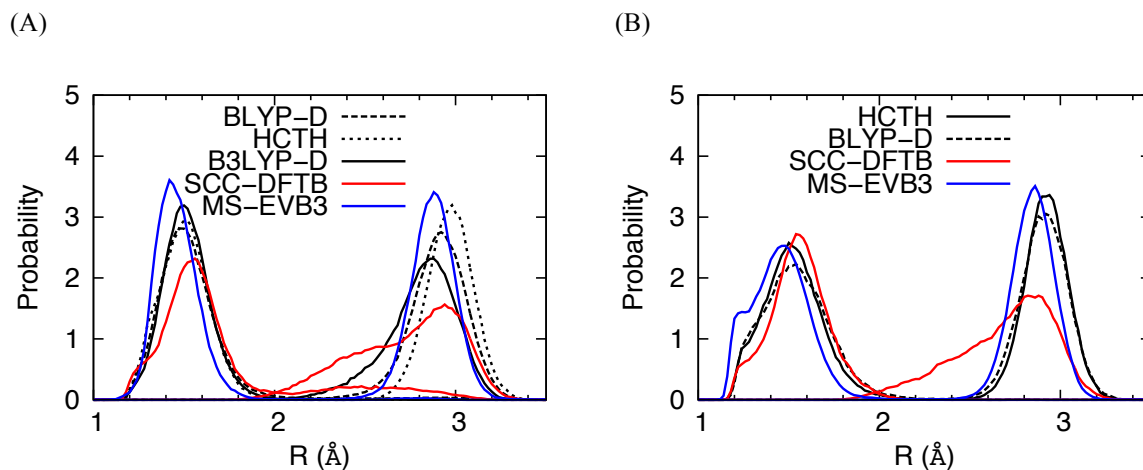 (A)
5
4
3
2
1
0
Probability
BLYP-D
HCTH
B3LYP-D
SCC-DFTB
MS-EVB3
1
2
3
R (Å)
(B)
5
4
3
2
1
0
Probability
HCTH
BLYP-D
SCC-DFTB
MS-EVB3
1
2
3
R (Å)